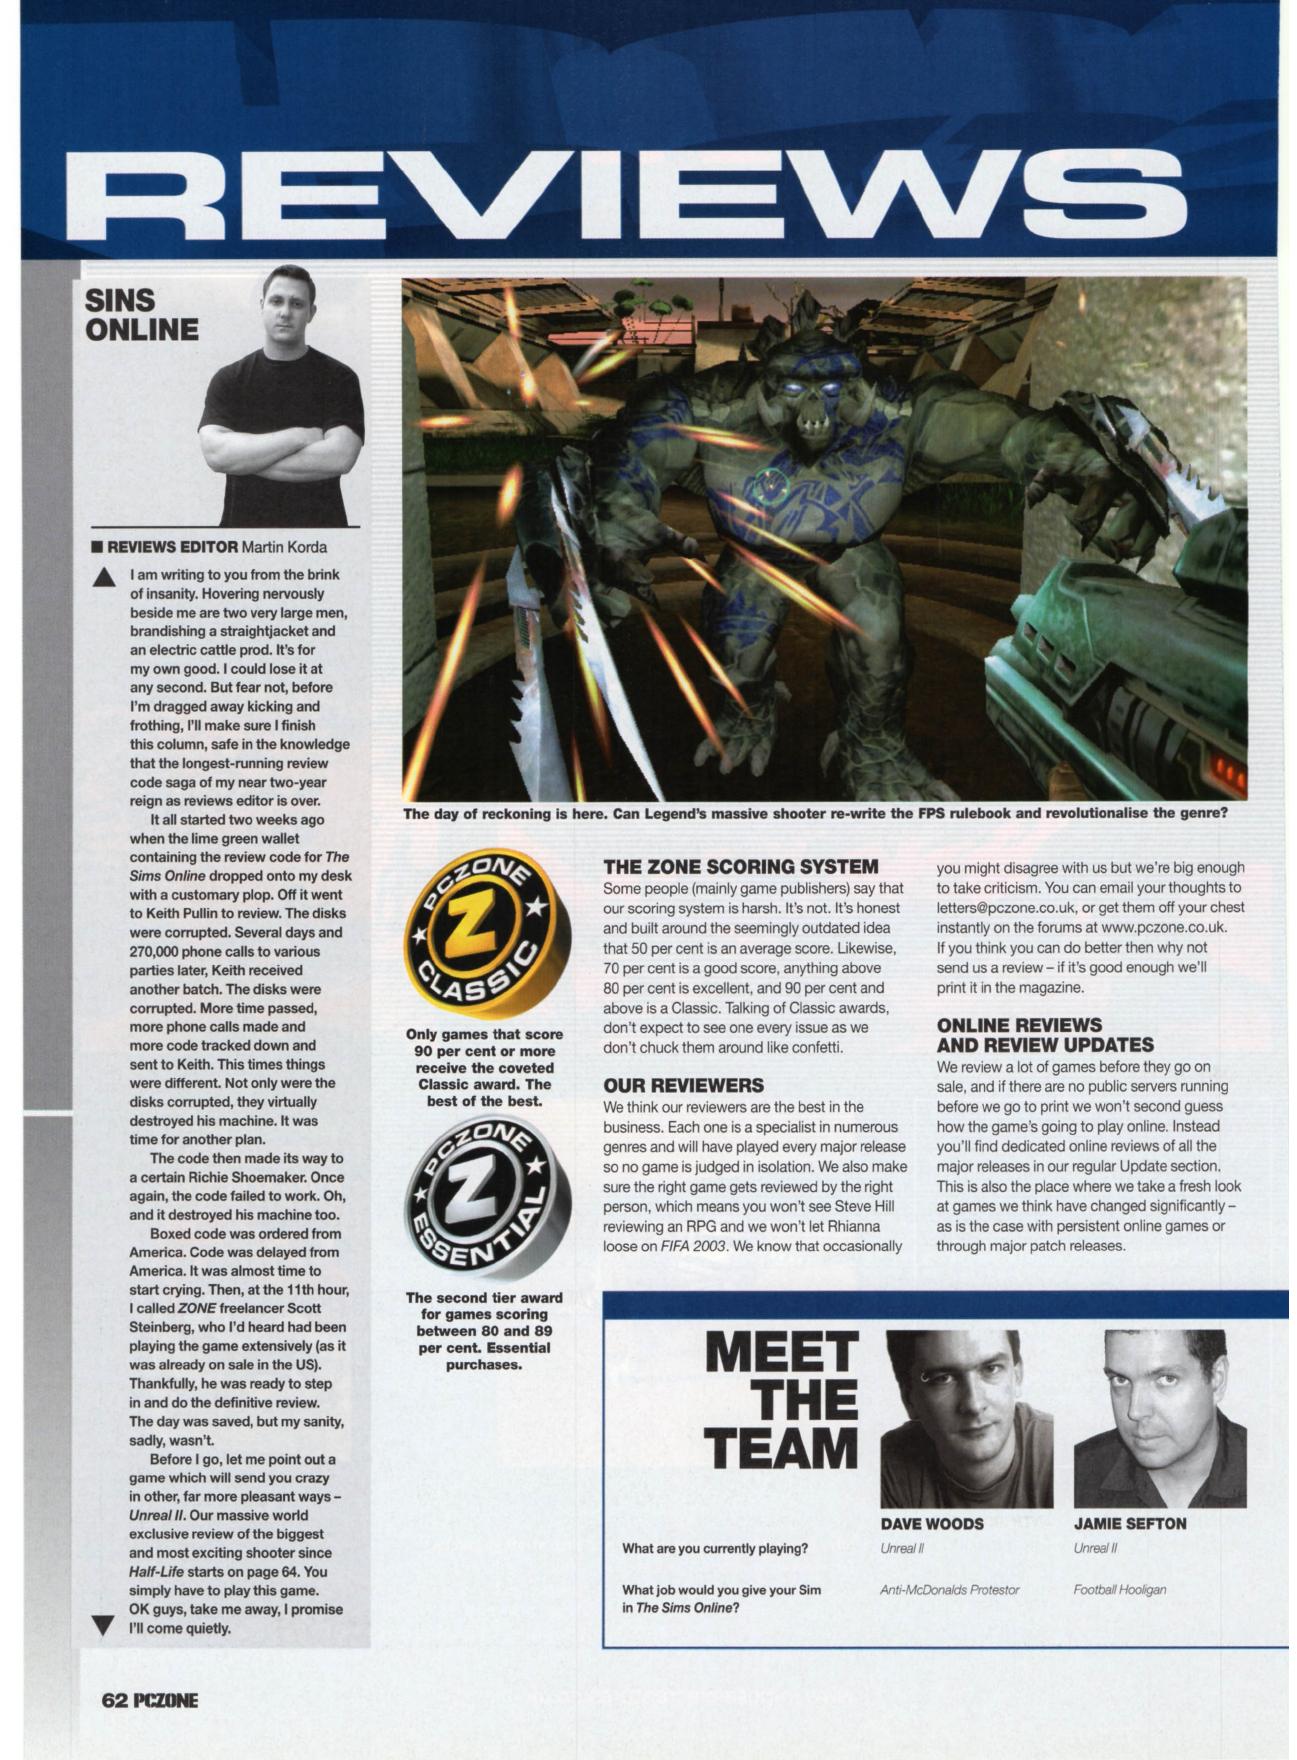 REVIEWS
SINS
ONLINE
■ REVIEWS EDITOR Martin Korda
▲ I am writing to you from the brink
of insanity. Hovering nervously
beside me are two very large men,
brandishing a straightjacket and
an electric cattle prod. It's for
my own good. I could lose it at
any second. But fear not, before
I'm dragged away kicking and
frothing, I'll make sure I finish
this column, safe in the knowledge
that the longest-running review
code saga of my near two-year
reign as reviews editor is over.
It all started two weeks ago
when the lime green wallet
containing the review code for The
Sims Online dropped onto my desk
with a customary plop. Off it went
to Keith Pullin to review. The disks
were corrupted. Several days and
270,000 phone calls to various
parties later, Keith received
another batch. The disks were
corrupted. More time passed,
more phone calls made and
more code tracked down and
sent to Keith. This times things
were different. Not only were the
disks corrupted, they virtually
destroyed his machine. It was
time for another plan.
The code then made its way to
a certain Richie Shoemaker. Once
again, the code failed to work. Oh,
and it destroyed his machine too.
Boxed code was ordered from
America. Code was delayed from
America. It was almost time to
start crying. Then, at the 11th hour,
I called ZONE freelancer Scott
Steinberg, who I'd heard had been
playing the game extensively (as it
was already on sale in the US).
Thankfully, he was ready to step
in and do the definitive review.
The day was saved, but my sanity,
sadly, wasn't.
Before I go, let me point out a
game which will send you crazy
in other, far more pleasant ways –
Unreal II. Our massive world
exclusive review of the biggest
and most exciting shooter since
Half-Life starts on page 64. You
simply have to play this game.
OK guys, take me away, I promise
▼ I'll come quietly.
The day of reckoning is here. Can Legend's massive shooter re-write the FPS rulebook and revolutionalise the genre?
PCZONE
Z
CLASSIC
Only games that score
90 per cent or more
receive the coveted
Classic award. The
best of the best.
PCZONE
Z
ESSENTIAL
The second tier award
for games scoring
between 80 and 89
per cent. Essential
purchases.
THE ZONE SCORING SYSTEM
Some people (mainly game publishers) say that
our scoring system is harsh. It's not. It's honest
and built around the seemingly outdated idea
that 50 per cent is an average score. Likewise,
70 per cent is a good score, anything above
80 per cent is excellent, and 90 per cent and
above is a Classic. Talking of Classic awards,
don't expect to see one every issue as we
don't chuck them around like confetti.
OUR REVIEWERS
We think our reviewers are the best in the
business. Each one is a specialist in numerous
genres and will have played every major release
so no game is judged in isolation. We also make
sure the right game gets reviewed by the right
person, which means you won't see Steve Hill
reviewing an RPG and we won't let Rhianna
loose on FIFA 2003. We know that occasionally
you might disagree with us but we're big enough
to take criticism. You can email your thoughts to
letters@pczone.co.uk, or get them off your chest
instantly on the forums at www.pczone.co.uk.
If you think you can do better then why not
send us a review – if it's good enough we'll
print it in the magazine.
ONLINE REVIEWS
AND REVIEW UPDATES
We review a lot of games before they go on
sale, and if there are no public servers running
before we go to print we won't second guess
how the game's going to play online. Instead
you'll find dedicated online reviews of all the
major releases in our regular Update section.
This is also the place where we take a fresh look
at games we think have changed significantly –
as is the case with persistent online games or
through major patch releases.
MEET
THE
TEAM
DAVE WOODS JAMIE SEFTON
What are you currently playing? Unreal II Unreal II
What job would you give your Sim Anti-McDonalds Protestor Football Hooligan
in The Sims Online?
62 PCZONE